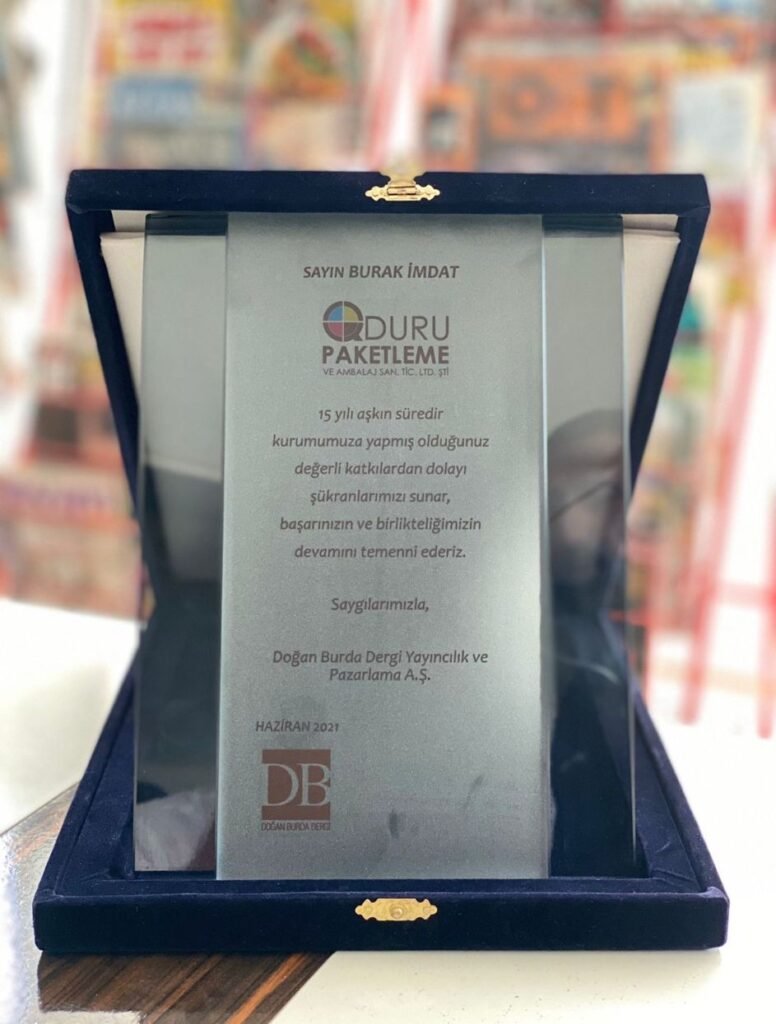 SAYIN BURAK İMDAT
DURU
PAKETLEME
VE AMBALAJ SAN. TİC. LTD. ŞTİ
15 yılı aşkın süredir
kurumumuza yapmış olduğunuz
değerli katkılardan dolayı
şükranlarımızı sunar,
başarınızın ve birlikteliğimizin
devamını temenni ederiz.
Saygılarımızla,
Doğan Burda Dergi Yayıncılık ve
Pazarlama A.Ş.
HAZİRAN 2021
DB
DOĞAN BURDA DERGİ